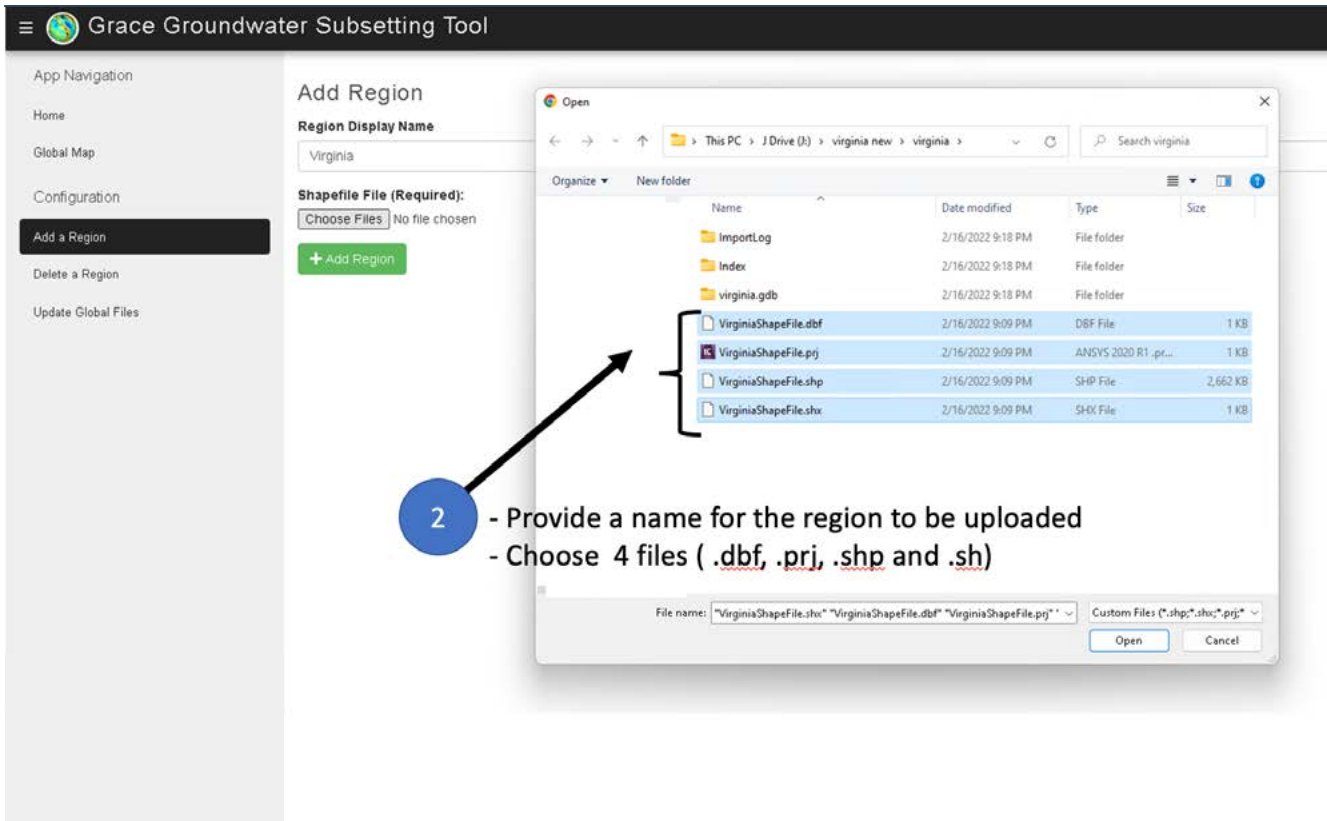 Grace Groundwater Subsetting Tool
App Navigation
Home
Global Map
Configuration
Add a Region
Delete a Region
Update Global Files
Add Region
Region Display Name
Virginia
Shapefile File (Required):
Choose Files No file chosen
+ Add Region
Open
This PC > J Drive (J:) > virginia new > virginia >
Search virginia
Organize New folder
Name Date modified Type Size
ImportLog 2/16/2022 9:18 PM File folder
Index 2/16/2022 9:18 PM File folder
virginia.gdb 2/16/2022 9:18 PM File folder
VirginiaShapeFile.dbf 2/16/2022 9:09 PM DBF File 1 KB
VirginiaShapeFile.prj 2/16/2022 9:09 PM ANSYS 2020 R1 .pr... 1 KB
VirginiaShapeFile.shp 2/16/2022 9:09 PM SHP File 2,662 KB
VirginiaShapeFile.shx 2/16/2022 9:09 PM SHX File 1 KB
2
- Provide a name for the region to be uploaded
- Choose 4 files ( .dbf, .prj, .shp and .sh)
File name: "VirginiaShapeFile.shx" "VirginiaShapeFile.dbf" "VirginiaShapeFile.prj" " Custom Files (*.shp;*.shx;*.prj;*
Open Cancel